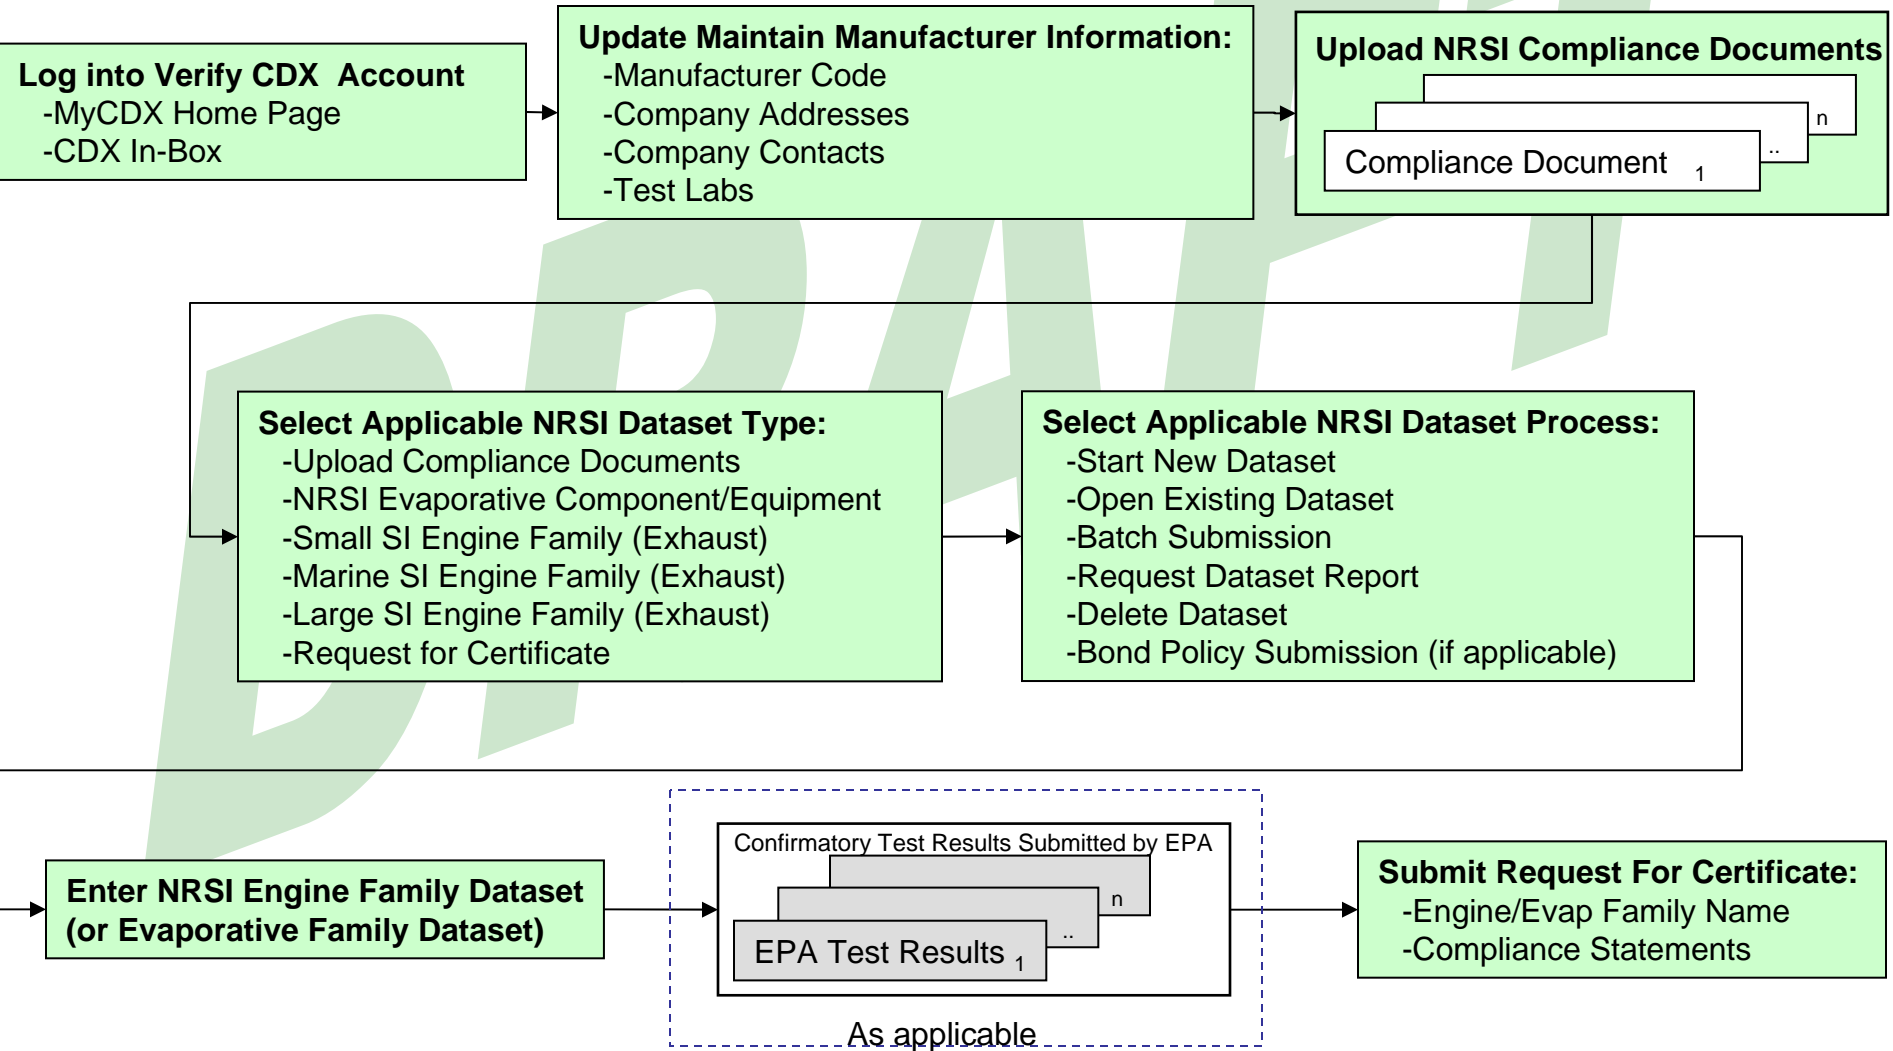 Log into Verify CDX Account
-MyCDX Home Page
-CDX In-Box
Update Maintain Manufacturer Information:
-Manufacturer Code
-Company Addresses
-Company Contacts
-Test Labs
Upload NRSI Compliance Documents
n
..
Compliance Document 1
Select Applicable NRSI Dataset Type:
-Upload Compliance Documents
-NRSI Evaporative Component/Equipment
-Small SI Engine Family (Exhaust)
-Marine SI Engine Family (Exhaust)
-Large SI Engine Family (Exhaust)
-Request for Certificate
Select Applicable NRSI Dataset Process:
-Start New Dataset
-Open Existing Dataset
-Batch Submission
-Request Dataset Report
-Delete Dataset
-Bond Policy Submission (if applicable)
Enter NRSI Engine Family Dataset
(or Evaporative Family Dataset)
Confirmatory Test Results Submitted by EPA
n
..
EPA Test Results 1
As applicable
Submit Request For Certificate:
-Engine/Evap Family Name
-Compliance Statements
DRAFT